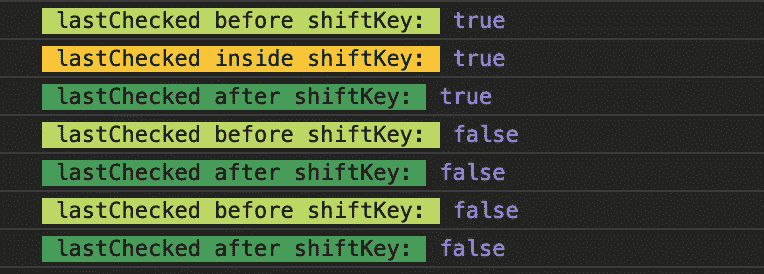 lastChecked before shiftKey: true
lastChecked inside shiftKey: true
lastChecked after shiftKey: true
lastChecked before shiftKey: false
lastChecked after shiftKey: false
lastChecked before shiftKey: false
lastChecked after shiftKey: false